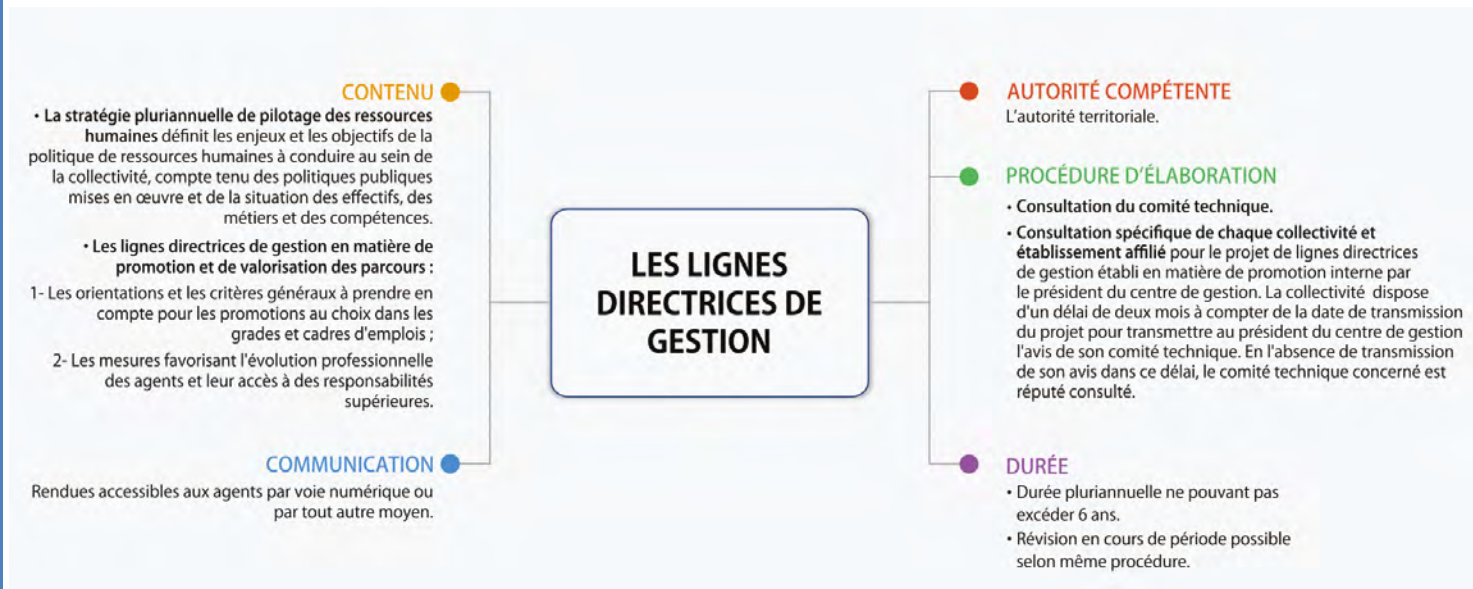 CONTENU
• La stratégie pluriannuelle de pilotage des ressources
humaines définit les enjeux et les objectifs de la
politique de ressources humaines à conduire au sein de
la collectivité, compte tenu des politiques publiques
mises en œuvre et de la situation des effectifs, des
métiers et des compétences.
• Les lignes directrices de gestion en matière de
promotion et de valorisation des parcours :
1- Les orientations et les critères généraux à prendre en
compte pour les promotions au choix dans les
grades et cadres d'emplois ;
2- Les mesures favorisant l'évolution professionnelle
des agents et leur accès à des responsabilités
supérieures.
COMMUNICATION
Rendues accessibles aux agents par voie numérique ou
par tout autre moyen.
LES LIGNES
DIRECTRICES DE
GESTION
AUTORITÉ COMPÉTENTE
L'autorité territoriale.
PROCÉDURE D'ÉLABORATION
• Consultation du comité technique.
• Consultation spécifique de chaque collectivité et
établissement affilié pour le projet de lignes directrices
de gestion établi en matière de promotion interne par
le président du centre de gestion. La collectivité dispose
d'un délai de deux mois à compter de la date de transmission
du projet pour transmettre au président du centre de gestion
l'avis de son comité technique. En l'absence de transmission
de son avis dans ce délai, le comité technique concerné est
réputé consulté.
DURÉE
• Durée pluriannuelle ne pouvant pas
excéder 6 ans.
• Révision en cours de période possible
selon même procédure.